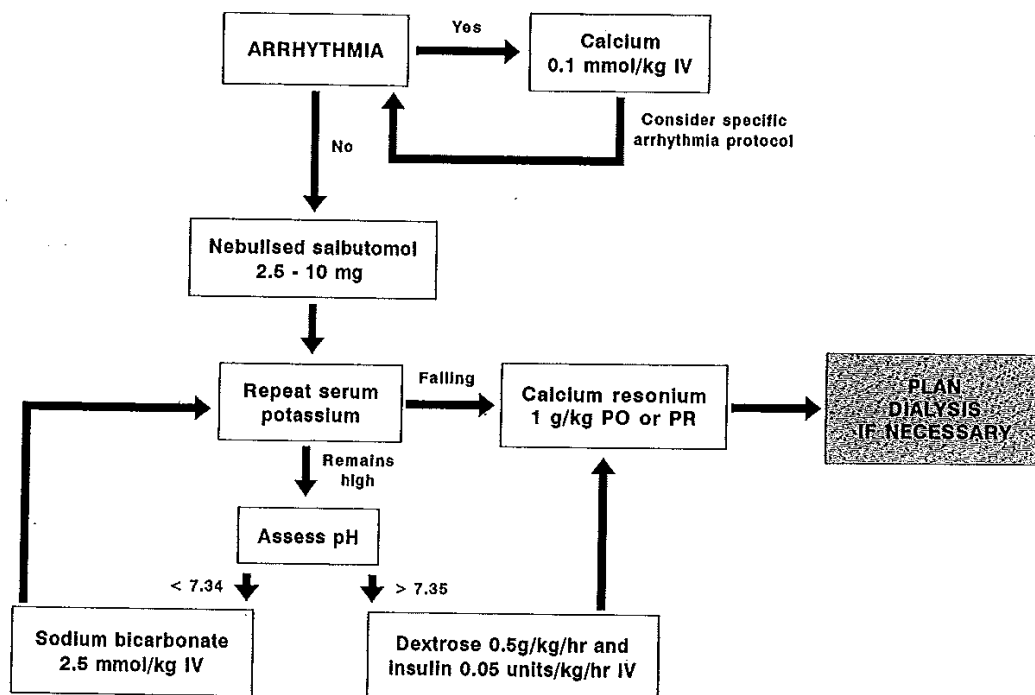 ARRHYTHMIA
Yes
Calcium
0.1 mmol/kg IV
No
Consider specific
arrhythmia protocol
Nebulised salbutomol
2.5 - 10 mg
Repeat serum
potassium
Falling
Calcium resonium
1 g/kg PO or PR
PLAN
DIALYSIS
IF NECESSARY
Remains
high
Assess pH
< 7.34
> 7.35
Sodium bicarbonate
2.5 mmol/kg IV
Dextrose 0.5g/kg/hr and
insulin 0.05 units/kg/hr IV